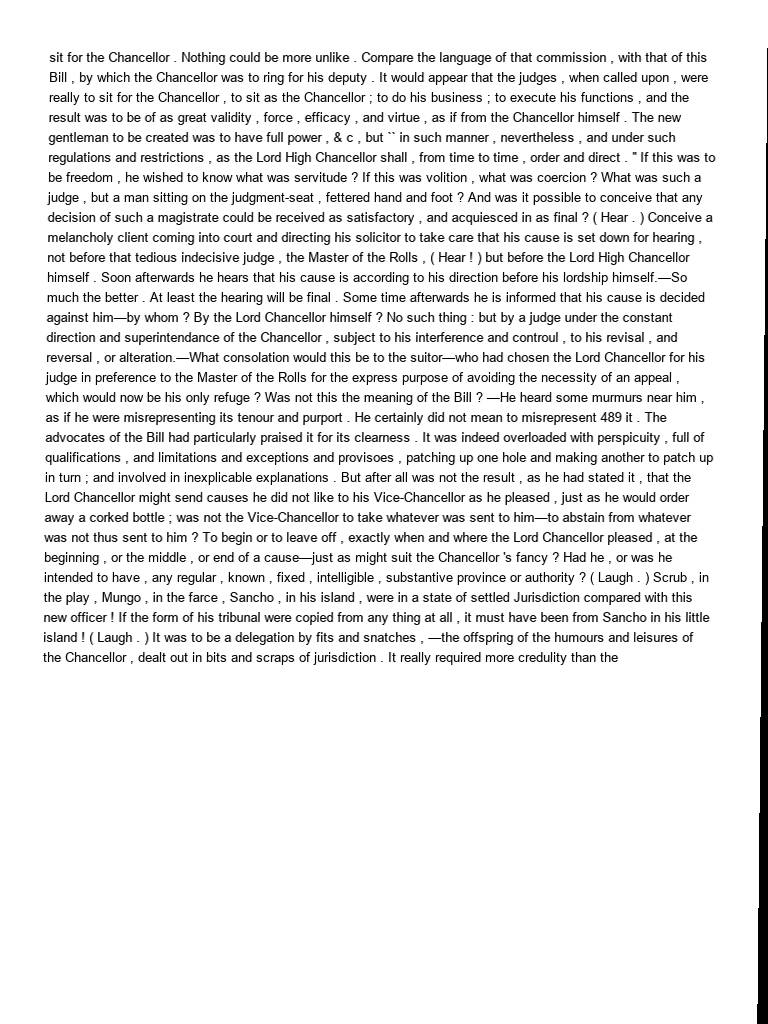 sit for the Chancellor . Nothing could be more unlike . Compare the language of that commission , with that of this
Bill , by which the Chancellor was to ring for his deputy . It would appear that the judges , when called upon , were
really to sit for the Chancellor , to sit as the Chancellor ; to do his business ; to execute his functions , and the
result was to be of as great validity , force , efficacy , and virtue , as if from the Chancellor himself . The new
gentleman to be created was to have full power , & c , but `` in such manner , nevertheless , and under such
regulations and restrictions , as the Lord High Chancellor shall , from time to time , order and direct . " If this was to
be freedom , he wished to know what was servitude ? If this was volition , what was coercion ? What was such a
judge , but a man sitting on the judgment-seat , fettered hand and foot ? And was it possible to conceive that any
decision of such a magistrate could be received as satisfactory , and acquiesced in as final ? ( Hear . ) Conceive a
melancholy client coming into court and directing his solicitor to take care that his cause is set down for hearing ,
not before that tedious indecisive judge , the Master of the Rolls , ( Hear ! ) but before the Lord High Chancellor
himself . Soon afterwards he hears that his cause is according to his direction before his lordship himself.—So
much the better . At least the hearing will be final . Some time afterwards he is informed that his cause is decided
against him—by whom ? By the Lord Chancellor himself ? No such thing : but by a judge under the constant
direction and superintendance of the Chancellor , subject to his interference and controul , to his revisal , and
reversal , or alteration.—What consolation would this be to the suitor—who had chosen the Lord Chancellor for his
judge in preference to the Master of the Rolls for the express purpose of avoiding the necessity of an appeal ,
which would now be his only refuge ? Was not this the meaning of the Bill ? —He heard some murmurs near him ,
as if he were misrepresenting its tenour and purport . He certainly did not mean to misrepresent 489 it . The
advocates of the Bill had particularly praised it for its clearness . It was indeed overloaded with perspicuity , full of
qualifications , and limitations and exceptions and provisoes , patching up one hole and making another to patch up
in turn ; and involved in inexplicable explanations . But after all was not the result , as he had stated it , that the
Lord Chancellor might send causes he did not like to his Vice-Chancellor as he pleased , just as he would order
away a corked bottle ; was not the Vice-Chancellor to take whatever was sent to him—to abstain from whatever
was not thus sent to him ? To begin or to leave off , exactly when and where the Lord Chancellor pleased , at the
beginning , or the middle , or end of a cause—just as might suit the Chancellor 's fancy ? Had he , or was he
intended to have , any regular , known , fixed , intelligible , substantive province or authority ? ( Laugh . ) Scrub , in
the play , Mungo , in the farce , Sancho , in his island , were in a state of settled Jurisdiction compared with this
new officer ! If the form of his tribunal were copied from any thing at all , it must have been from Sancho in his little
island ! ( Laugh . ) It was to be a delegation by fits and snatches , —the offspring of the humours and leisures of
the Chancellor , dealt out in bits and scraps of jurisdiction . It really required more credulity than the